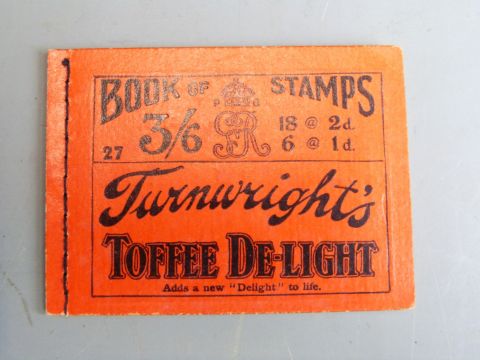 BOOK OF STAMPS
P D
3/6 GR 18 @ 2d.
27 6 @ 1d.
Turnwright's
TOFFEE DE-LIGHT
Adds a new "Delight" to life.